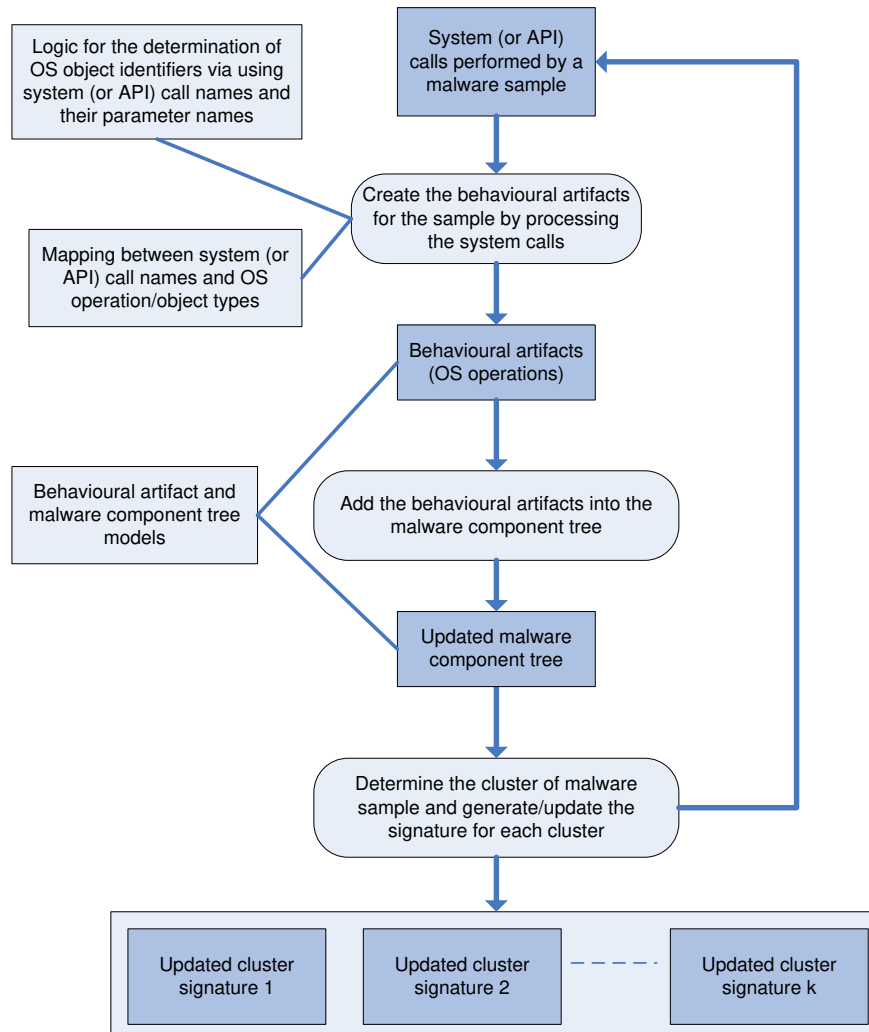 Logic for the determination of
OS object identifiers via using
system (or API) call names and
their parameter names
System (or API)
calls performed by a
malware sample
Create the behavioural artifacts
for the sample by processing
the system calls
Mapping between system (or
API) call names and OS
operation/object types
Behavioural artifacts
(OS operations)
Behavioural artifact and
malware component tree
models
Add the behavioural artifacts into the
malware component tree
Updated malware
component tree
Determine the cluster of malware
sample and generate/update the
signature for each cluster
Updated cluster
signature 1
Updated cluster
signature 2
Updated cluster
signature k